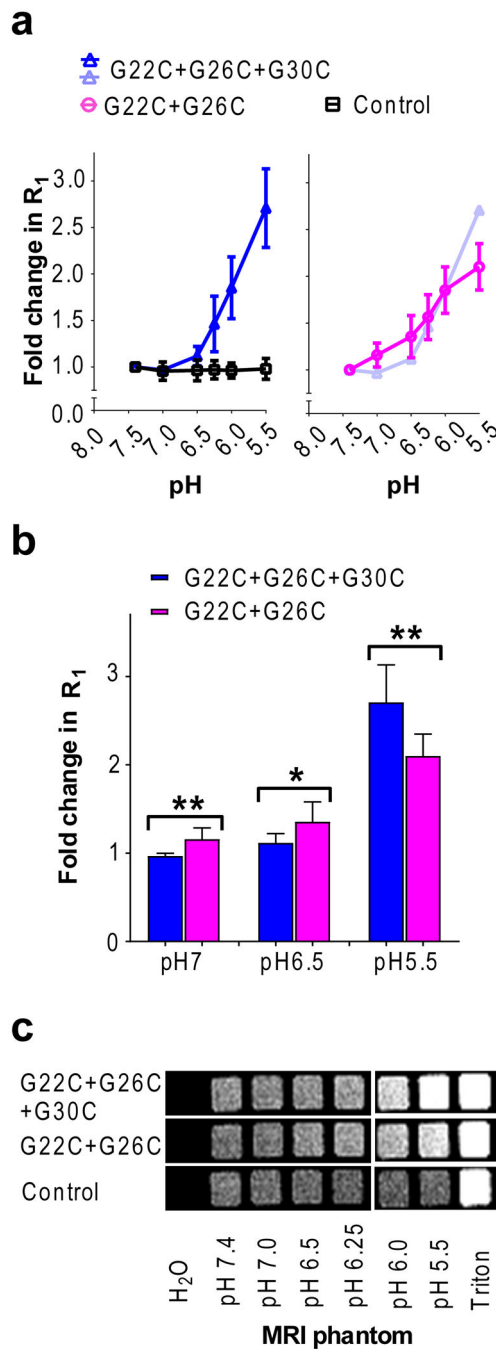 a
G22C+G26C+G30C
G22C+G26C Control
Fold change in R1
3.0
2.5
2.0
1.5
1.0
0.0
8.0 7.5 7.0 6.5 6.0 5.5 8.0 7.5 7.0 6.5 6.0 5.5
pH pH
b
G22C+G26C+G30C
G22C+G26C
Fold change in R1
3
2
1
0
** * **
pH7 pH6.5 pH5.5
c
G22C+G26C
+G30C
G22C+G26C
Control
H2O pH 7.4 pH 7.0 pH 6.5 pH 6.25 pH 6.0 pH 5.5 Triton
MRI phantom